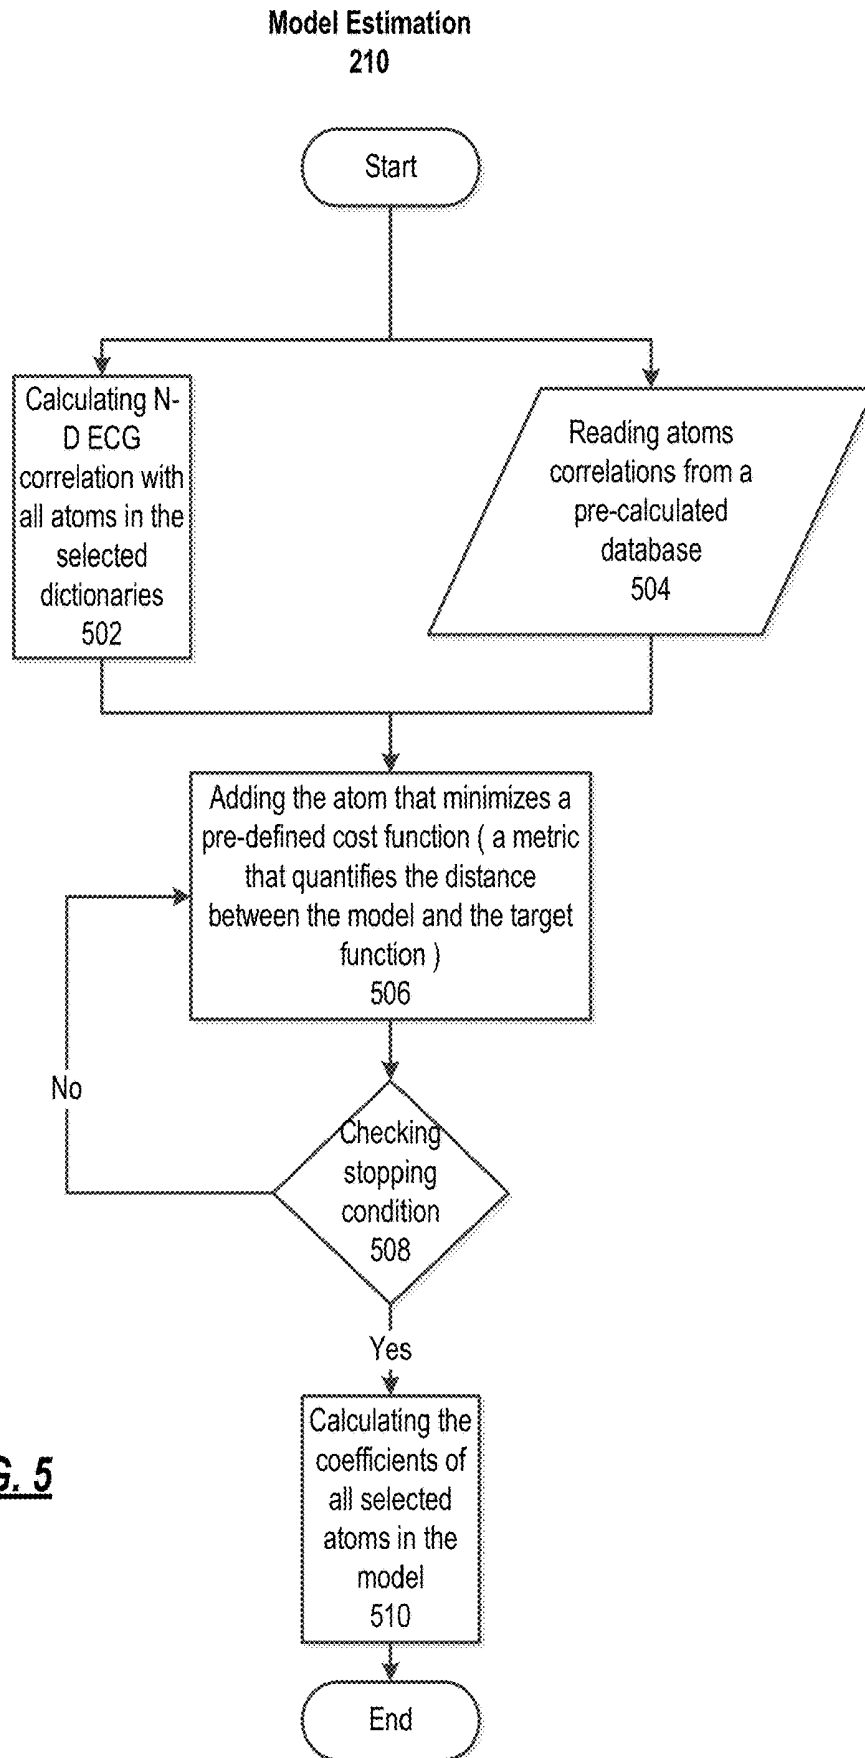 Model Estimation
210
Start
Calculating N-
D ECG
correlation with
all atoms in the
selected
dictionaries
502
Reading atoms
correlations from a
pre-calculated
database
504
Adding the atom that minimizes a
pre-defined cost function ( a metric
that quantifies the distance
between the model and the target
function )
506
No
Checking
stopping
condition
508
Yes
Calculating the
coefficients of
all selected
atoms in the
model
510
G. 5
End